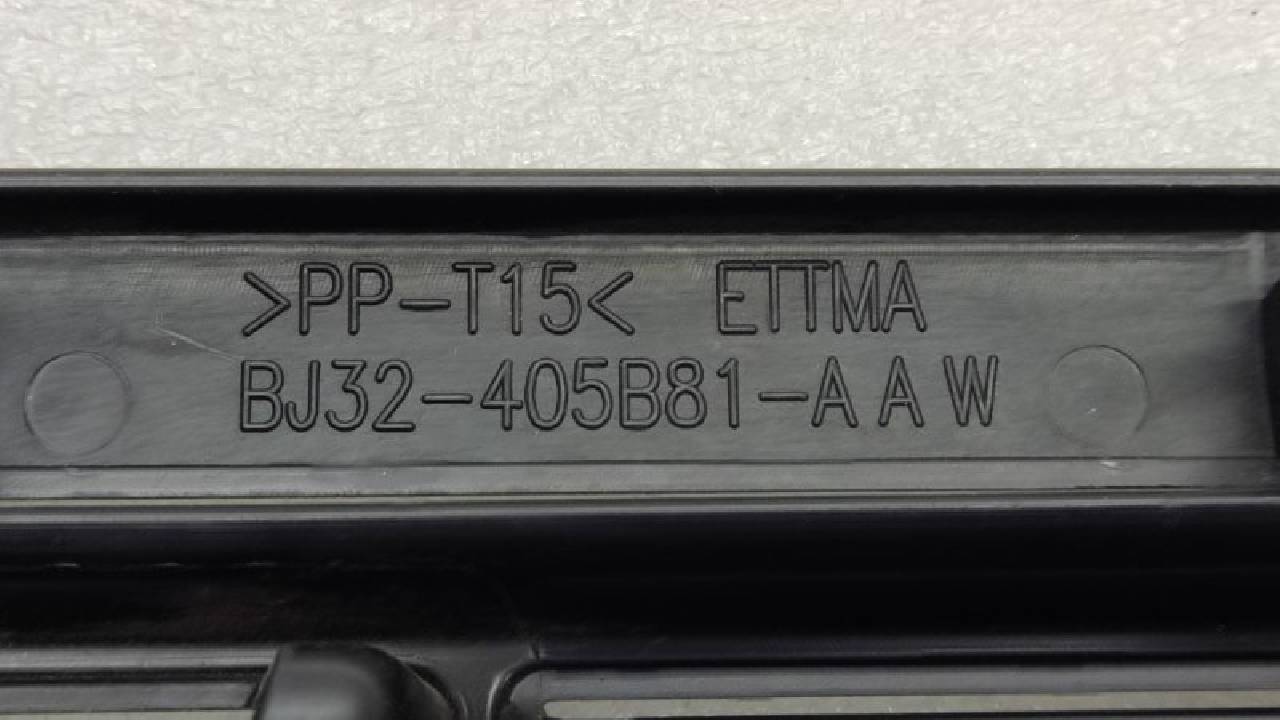 >PP-T15< ETTMA
BJ32-405B81-A A W